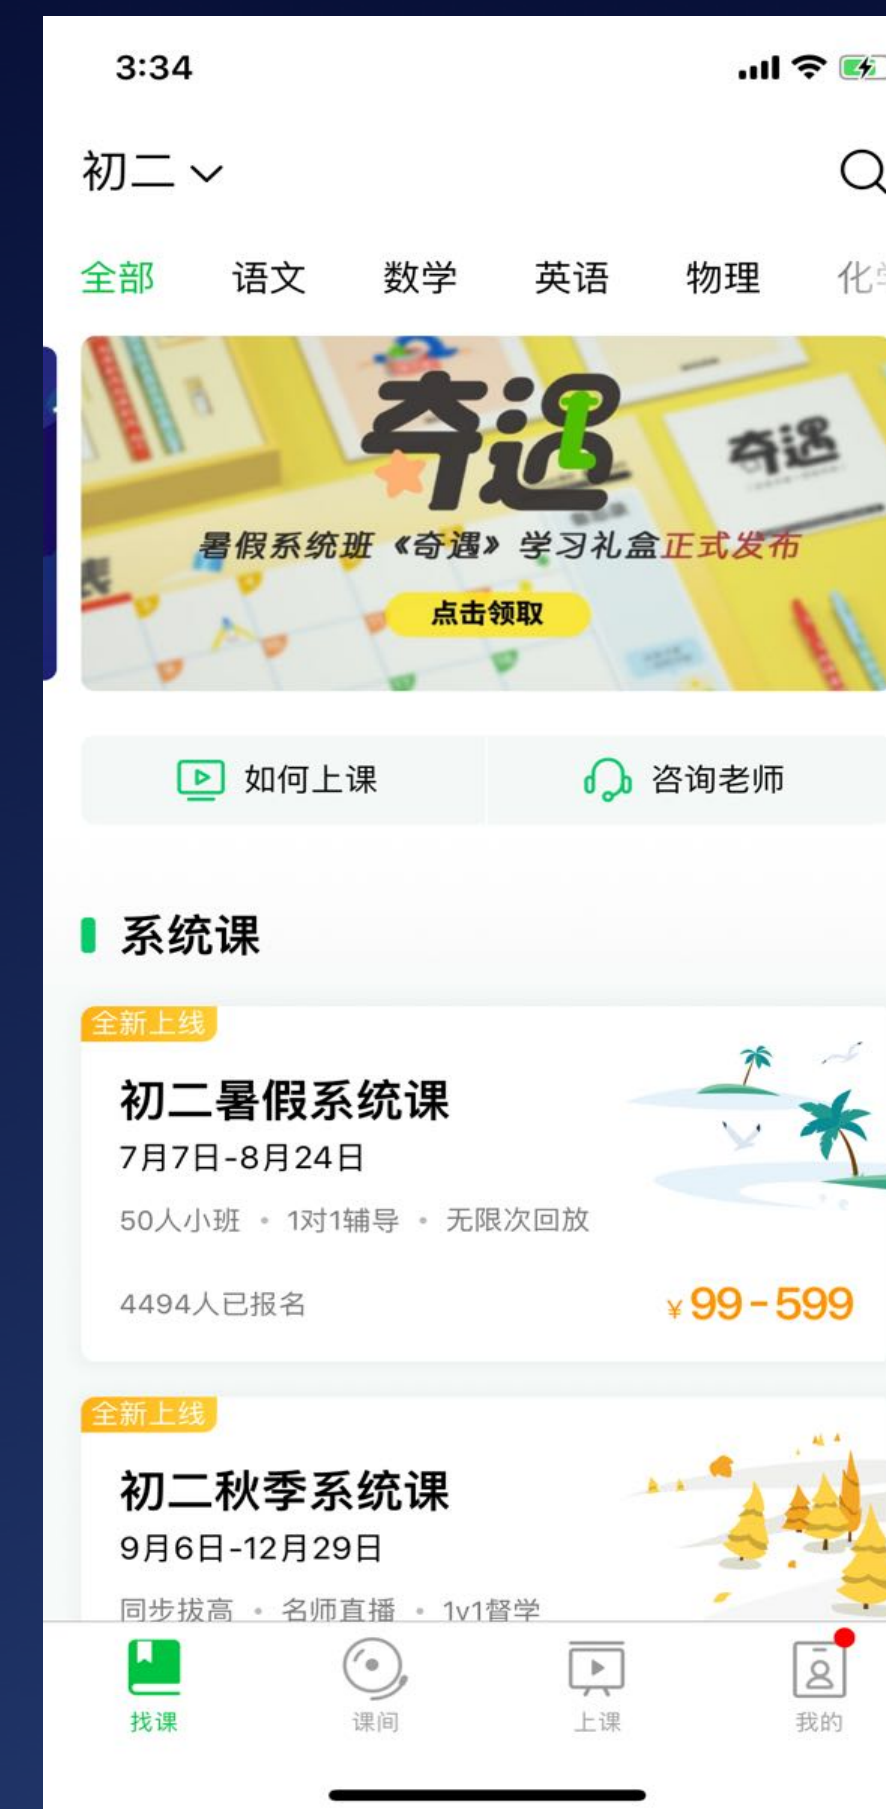 3:34
初二
全部 语文 数学 英语 物理 化
奇遇
奇遇
暑假系统班《奇遇》学习礼盒正式发布
点击领取
如何上课 咨询老师
系统课
全新上线
初二暑假系统课
7月7日-8月24日
50人小班 • 1对1辅导 • 无限次回放
4494人已报名 ¥99-599
全新上线
初二秋季系统课
9月6日-12月29日
同步拔高 • 名师直播 • 1v1督学
找课 课间 上课 我的